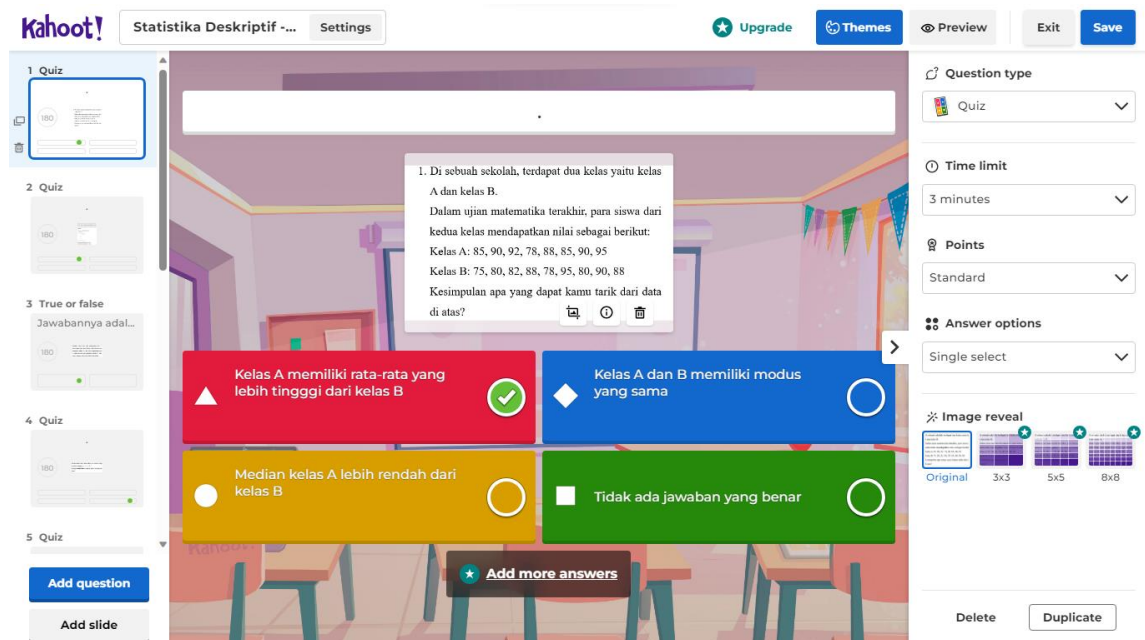 Kahoot!
Statistika Deskriptif -...
Settings
Upgrade
Themes
Preview
Exit
Save
1 Quiz
180
2 Quiz
180
3 True or false
Jawabannya adal...
180
4 Quiz
180
5 Quiz
Add question
Add slide
.
1. Di sebuah sekolah, terdapat dua kelas yaitu kelas
A dan kelas B.
Dalam ujian matematika terakhir, para siswa dari
kedua kelas mendapatkan nilai sebagai berikut:
Kelas A: 85, 90, 92, 78, 88, 85, 90, 95
Kelas B: 75, 80, 82, 88, 78, 95, 80, 90, 88
Kesimpulan apa yang dapat kamu tarik dari data
di atas?
Kelas A memiliki rata-rata yang
lebih tingggi dari kelas B
Kelas A dan B memiliki modus
yang sama
Median kelas A lebih rendah dari
kelas B
Tidak ada jawaban yang benar
Kahoot!
Add more answers
Question type
Quiz
Time limit
3 minutes
Points
Standard
Answer options
Single select
Image reveal
Original
3x3
5x5
8x8
Delete
Duplicate